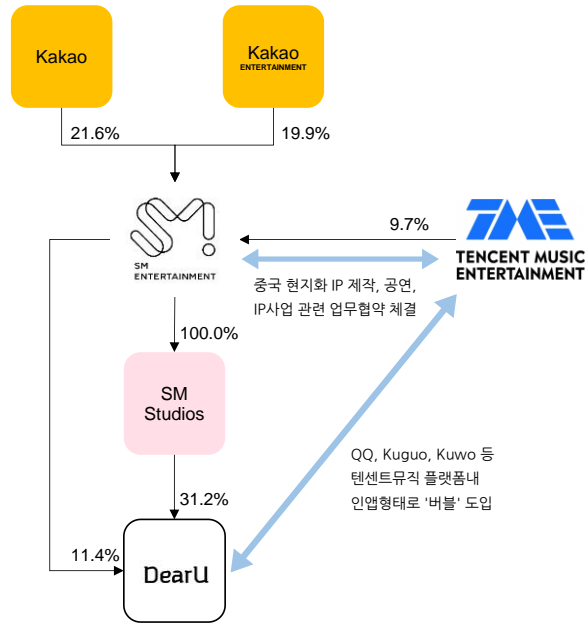 Kakao
Kakao
ENTERTAINMENT
21.6%
19.9%
SM!
SM
ENTERTAINMENT
9.7%
TME
TENCENT MUSIC
ENTERTAINMENT
중국 현지화 IP 제작, 공연,
IP사업 관련 업무협약 체결
100.0%
SM
Studios
QQ, Kuguo, Kuwo 등
텐센트뮤직 플랫폼내
인앱형태로 '버블' 도입
31.2%
11.4%
DearU